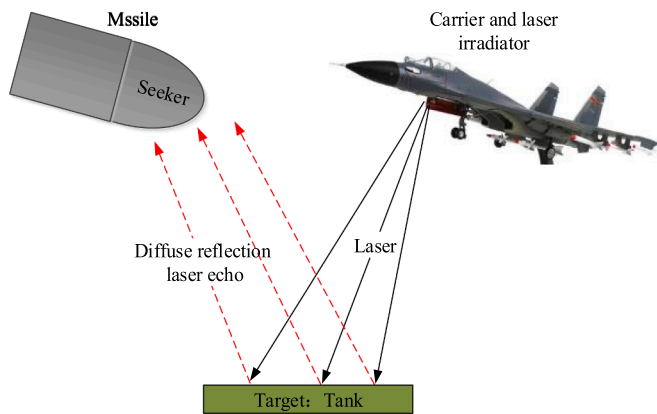 Mssile
Carrier and laser
irradiator
Seeker
Diffuse reflection
laser echo
Laser
Target：Tank